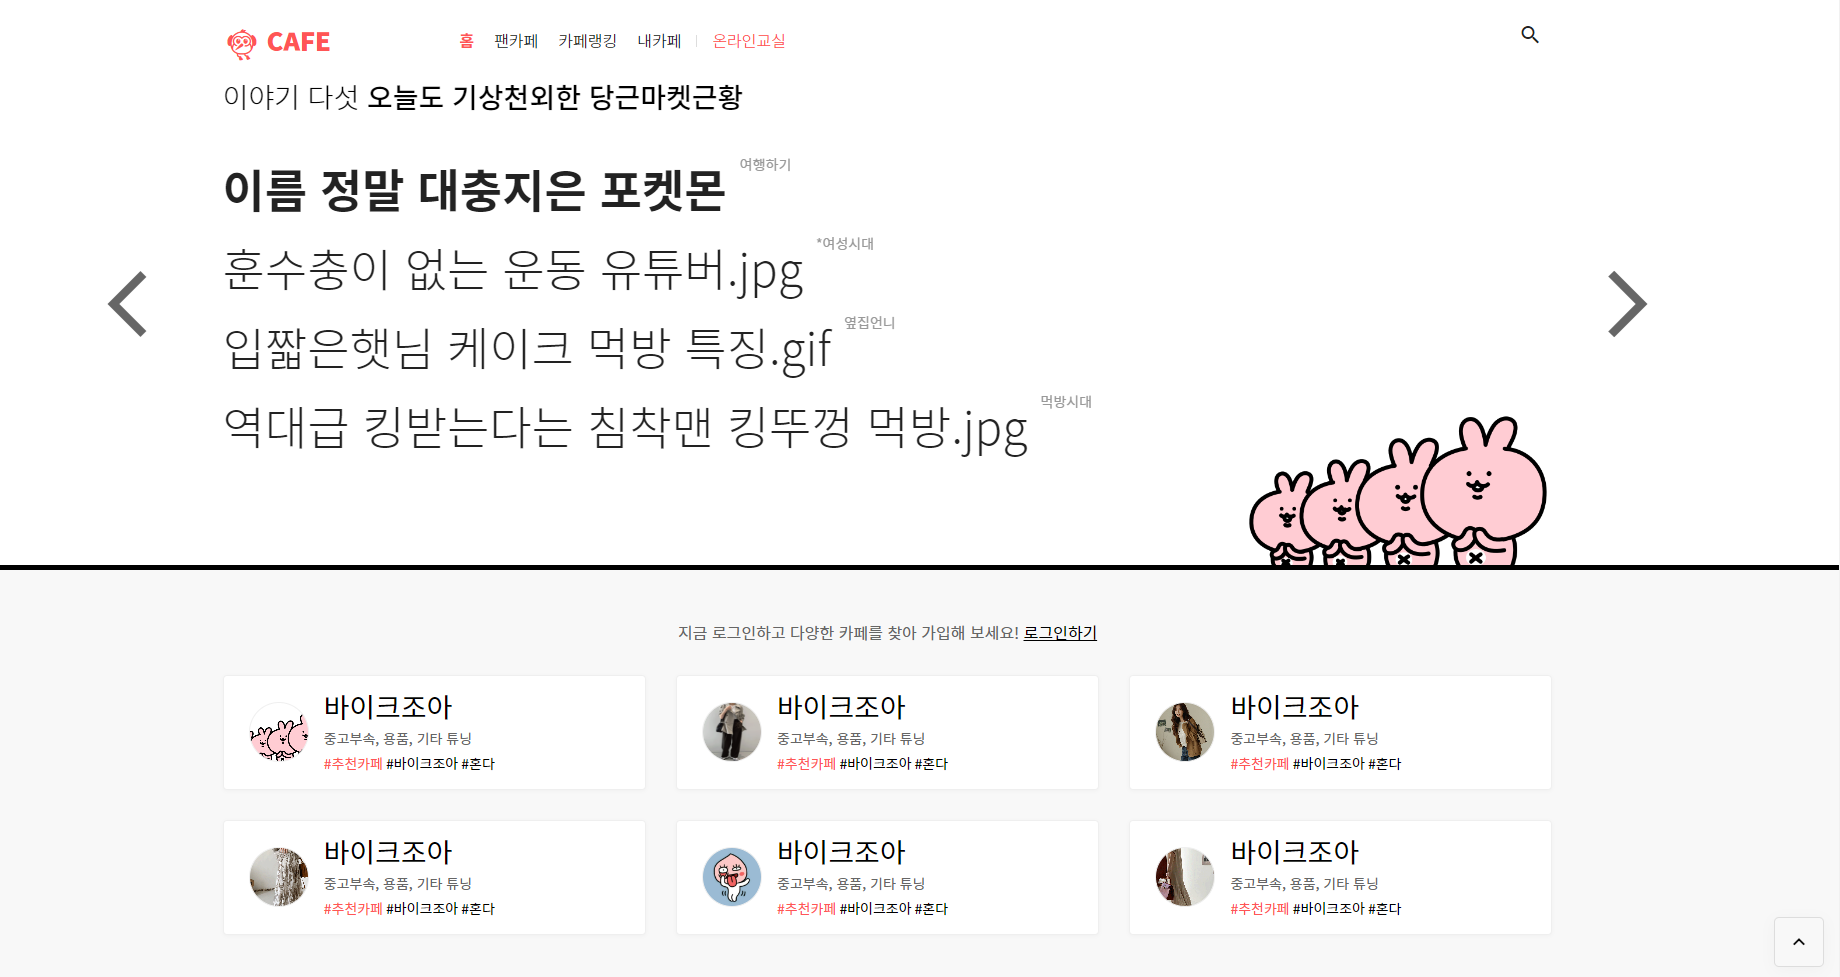 CAFE 홈 팬카페 카페랭킹 내카페 온라인교실
이야기 다섯 오늘도 기상천외한 당근마켓근황
이름 정말 대충지은 포켓몬 여행하기
훈수충이 없는 운동 유튜버.jpg *여성시대
입짧은햇님 케이크 먹방 특징.gif 옆집언니
역대급 킹받는다는 침착맨 킹뚜껑 먹방.jpg 먹방시대
지금 로그인하고 다양한 카페를 찾아 가입해 보세요! 로그인하기
바이크조아
중고부속, 용품, 기타 튜닝
#추천카페 #바이크조아 #혼다
바이크조아
중고부속, 용품, 기타 튜닝
#추천카페 #바이크조아 #혼다
바이크조아
중고부속, 용품, 기타 튜닝
#추천카페 #바이크조아 #혼다
바이크조아
중고부속, 용품, 기타 튜닝
#추천카페 #바이크조아 #혼다
바이크조아
중고부속, 용품, 기타 튜닝
#추천카페 #바이크조아 #혼다
바이크조아
중고부속, 용품, 기타 튜닝
#추천카페 #바이크조아 #혼다